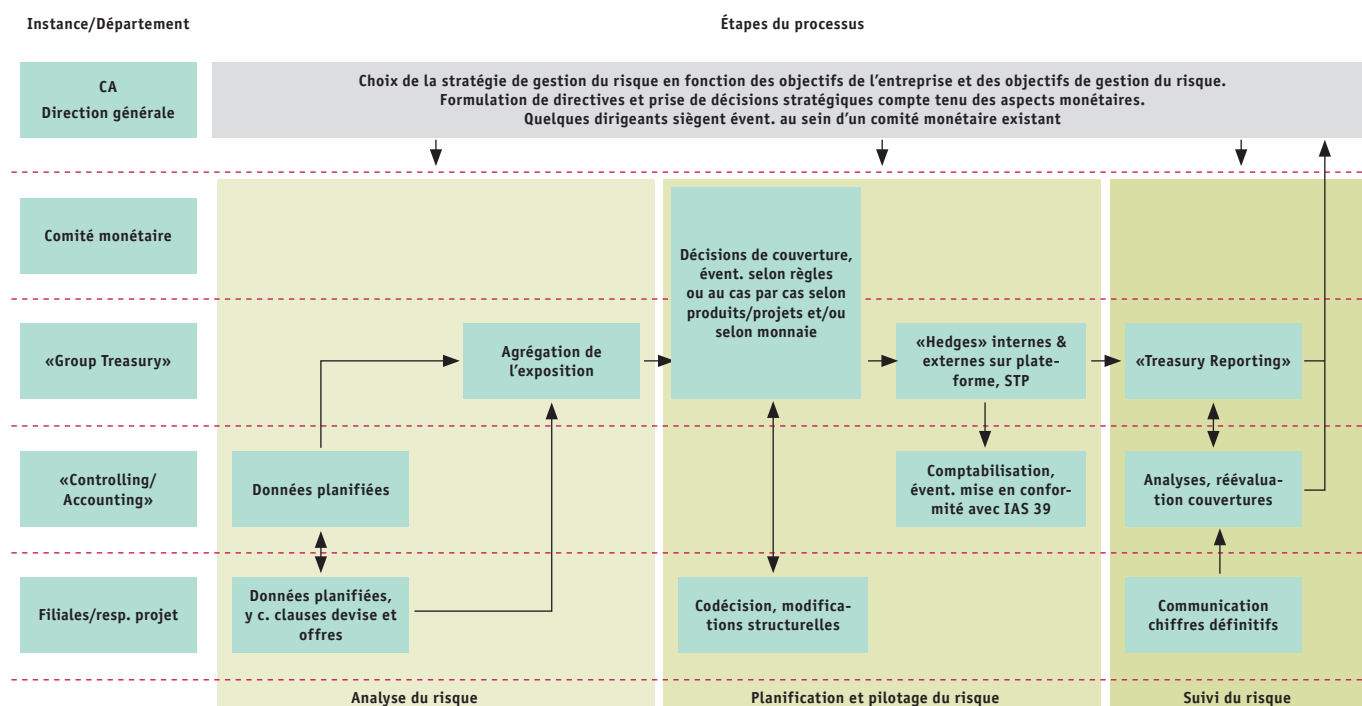 Instance/Département
Étapes du processus
CA
Direction générale
Choix de la stratégie de gestion du risque en fonction des objectifs de l'entreprise et des objectifs de gestion du risque.
Formulation de directives et prise de décisions stratégiques compte tenu des aspects monétaires.
Quelques dirigeants siègent évent. au sein d'un comité monétaire existant
Comité monétaire
Décisions de couverture,
évent. selon règles
ou au cas par cas selon
produits/projets et/ou
selon monnaie
«Group Treasury»
Agrégation de
l'exposition
«Hedges» internes &
externes sur plate-
forme, STP
«Treasury Reporting»
«Controlling/
Accounting»
Données planifiées
Comptabilisation,
évent. mise en confor-
mité avec IAS 39
Analyses, réévalua-
tion couvertures
Filiales/resp. projet
Données planifiées,
y c. clauses devise et
offres
Codécision, modifica-
tions structurelles
Communication
chiffres définitifs
Analyse du risque
Planification et pilotage du risque
Suivi du risque